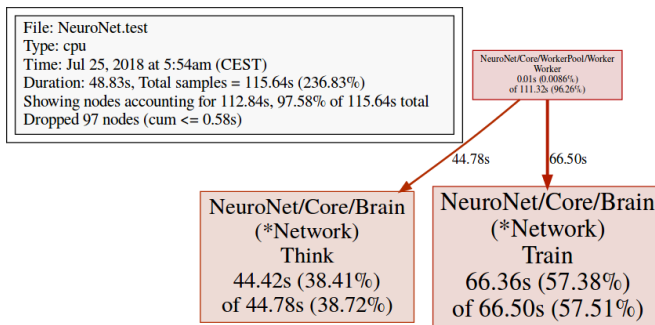 File: NeuroNet.test
Type: cpu
Time: Jul 25, 2018 at 5:54am (CEST)
Duration: 48.83s, Total samples = 115.64s (236.83%)
Showing nodes accounting for 112.84s, 97.58% of 115.64s total
Dropped 97 nodes (cum <= 0.58s)
NeuroNet/Core/WorkerPool/Worker
Worker
0.01s (0.0086%)
of 111.32s (96.26%)
44.78s
66.50s
NeuroNet/Core/Brain
(*Network)
Think
44.42s (38.41%)
of 44.78s (38.72%)
NeuroNet/Core/Brain
(*Network)
Train
66.36s (57.38%)
of 66.50s (57.51%)